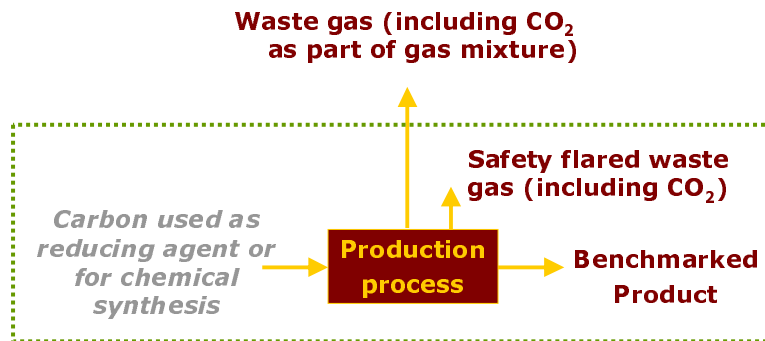 Waste gas (including CO₂
as part of gas mixture)
Safety flared waste
gas (including CO₂)
Carbon used as
reducing agent or
for chemical
synthesis
Production
process
Benchmarked
Product